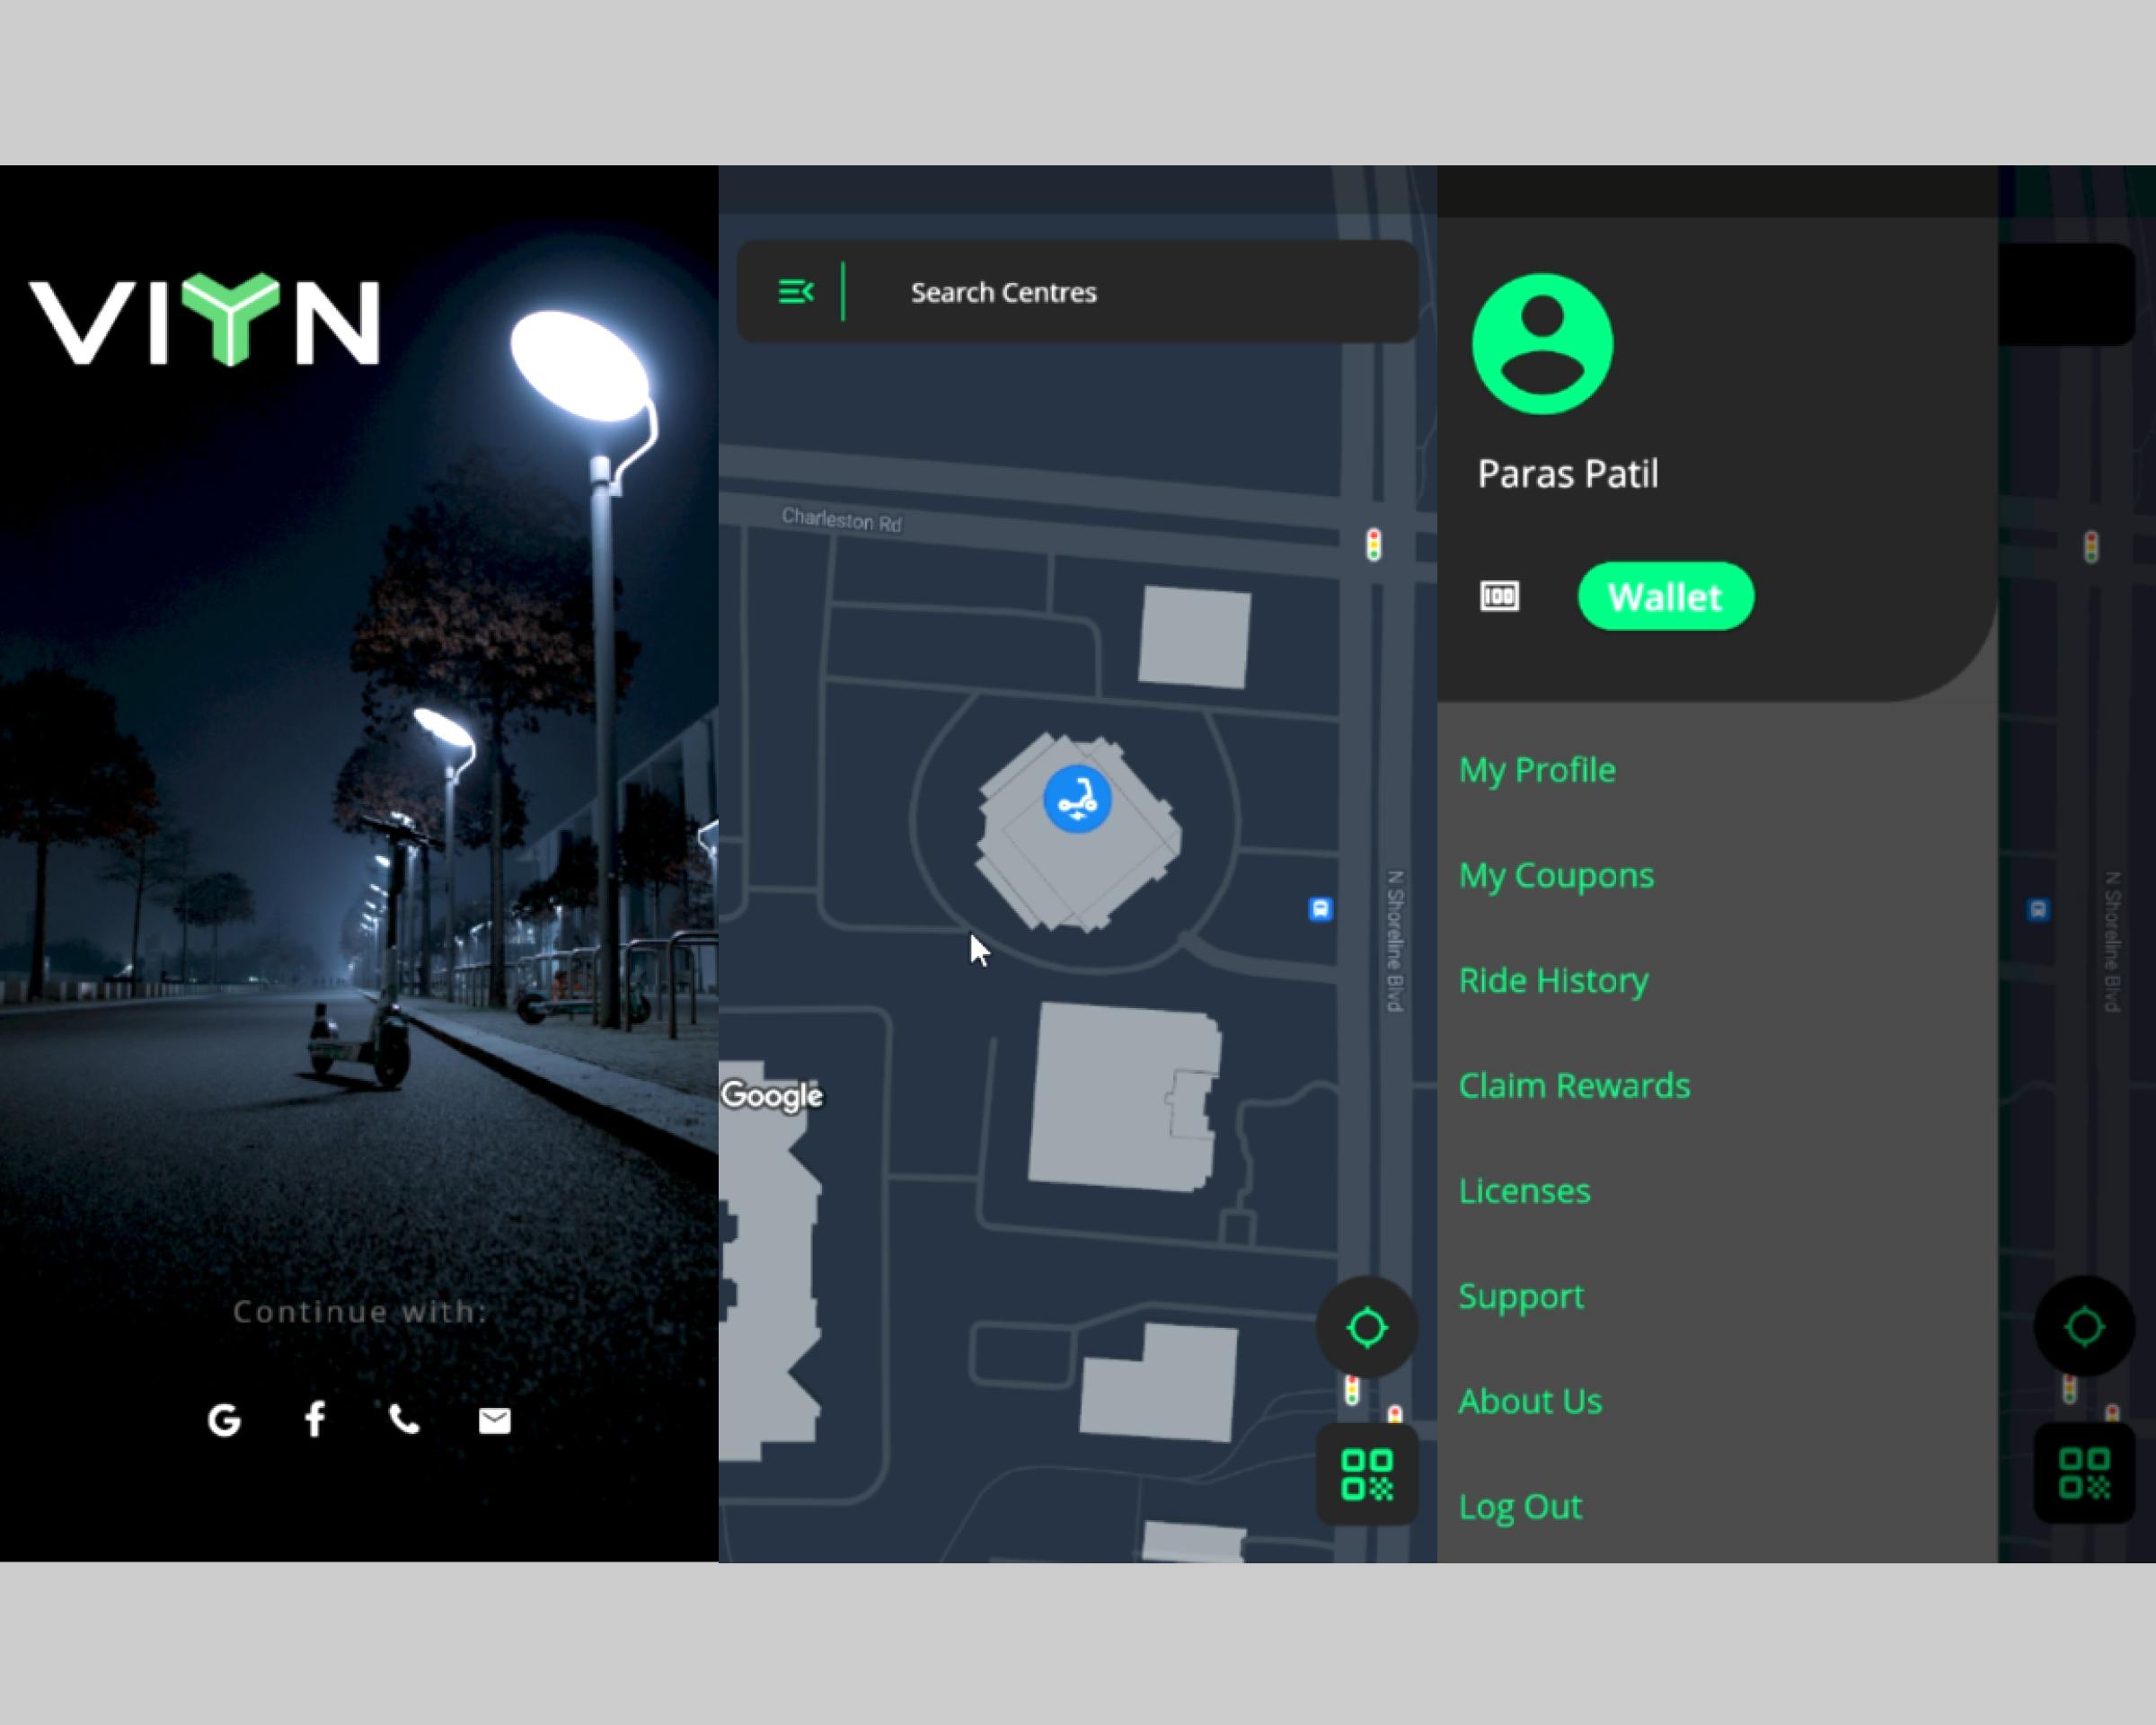 VIYN
Continue with:
Search Centres
Charleston Rd
N Shoreline Blvd
Google
Paras Patil
100
Wallet
My Profile
My Coupons
Ride History
Claim Rewards
Licenses
Support
About Us
Log Out
N Shoreline Blvd